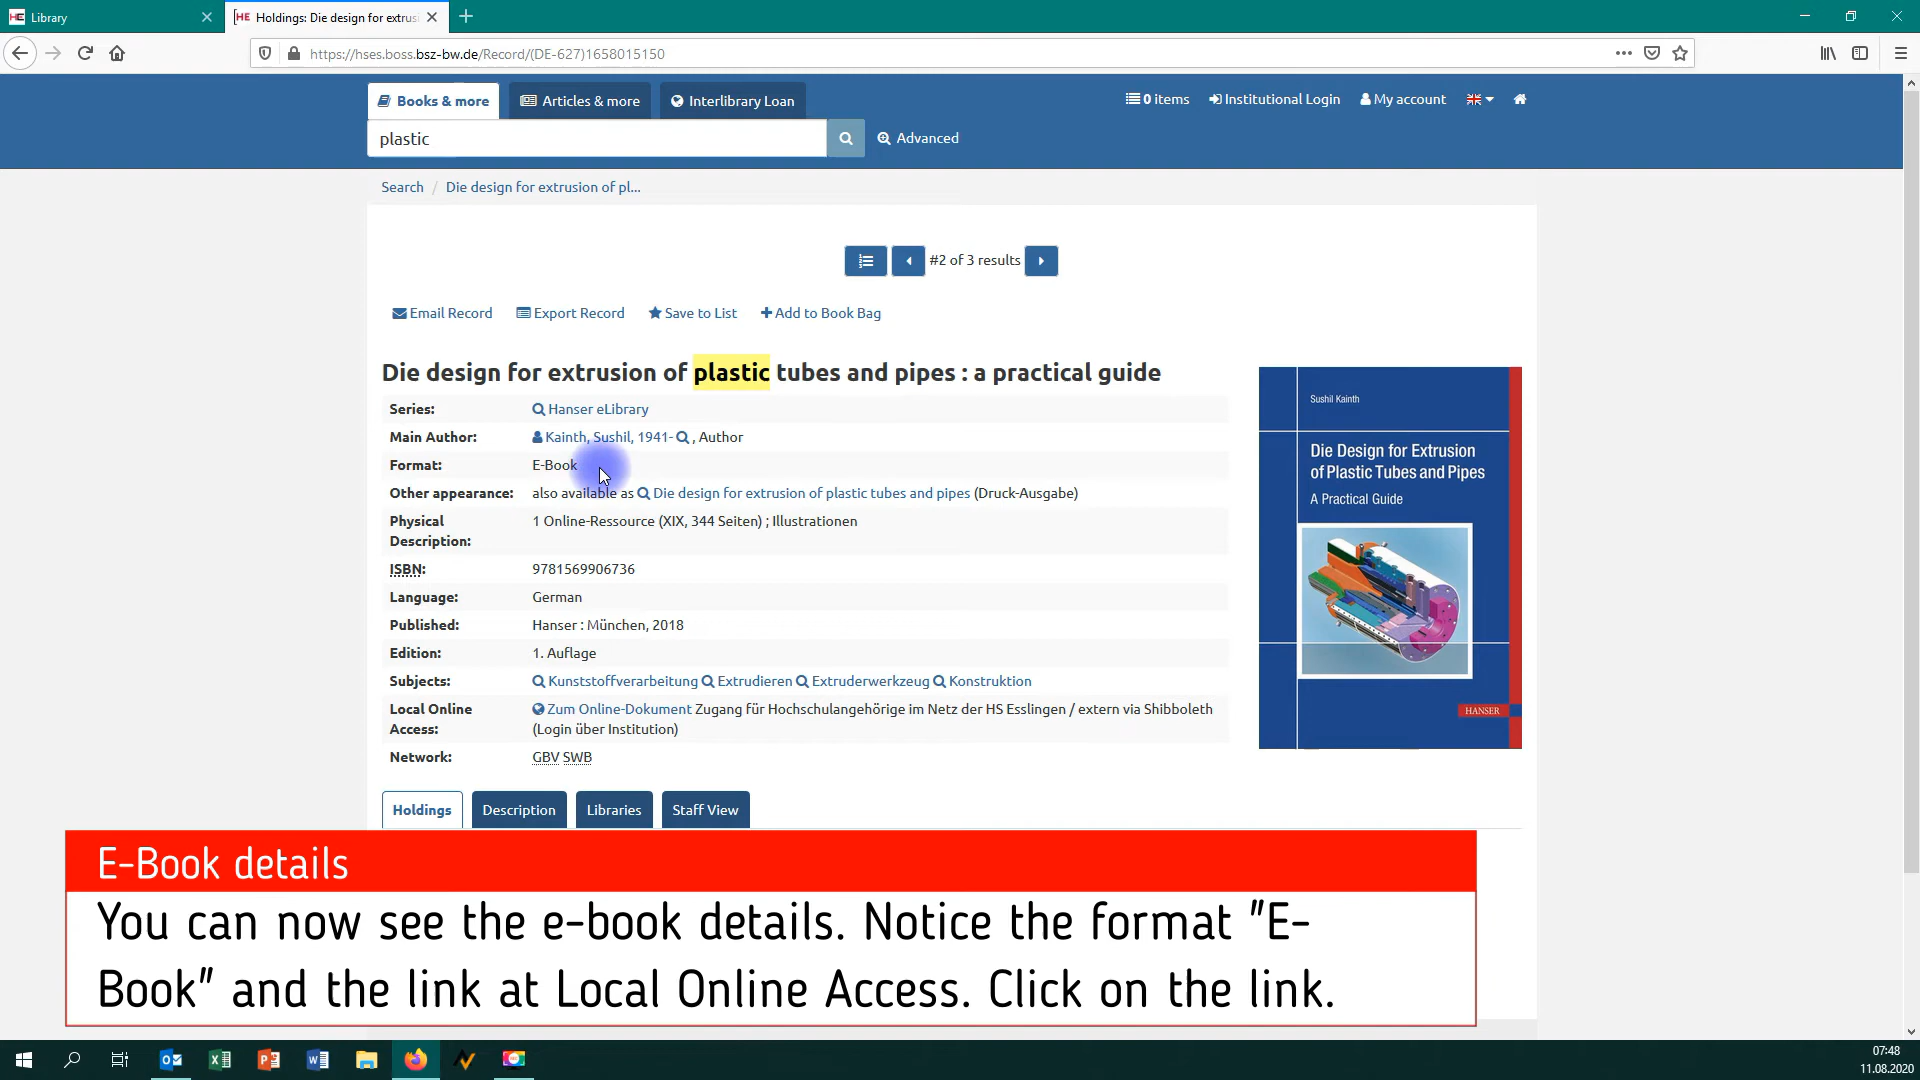 Library
Holdings: Die design for extrus
https://hses.boss.bsz-bw.de/Record/(DE-627)1658015150
Books & more
Articles & more
Interlibrary Loan
0 items
Institutional Login
My account
plastic
Advanced
Search / Die design for extrusion of pl...
#2 of 3 results
Email Record
Export Record
Save to List
Add to Book Bag
Die design for extrusion of plastic tubes and pipes : a practical guide
Series: Hanser eLibrary
Main Author: Kainth, Sushil, 1941- , Author
Format: E-Book
Other appearance: also available as Die design for extrusion of plastic tubes and pipes (Druck-Ausgabe)
Physical Description: 1 Online-Ressource (XIX, 344 Seiten) ; Illustrationen
ISBN: 9781569906736
Language: German
Published: Hanser : München, 2018
Edition: 1. Auflage
Subjects: Kunststoffverarbeitung Extrudieren Extruderwerkzeug Konstruktion
Local Online Access: Zum Online-Dokument Zugang für Hochschulangehörige im Netz der HS Esslingen / extern via Shibboleth
(Login über Institution)
Network: GBV SWB
Sushil Kainth
Die Design for Extrusion
of Plastic Tubes and Pipes
A Practical Guide
HANSER
Holdings
Description
Libraries
Staff View
E-Book details
You can now see the e-book details. Notice the format "E-
Book" and the link at Local Online Access. Click on the link.
07:48
11.08.2020